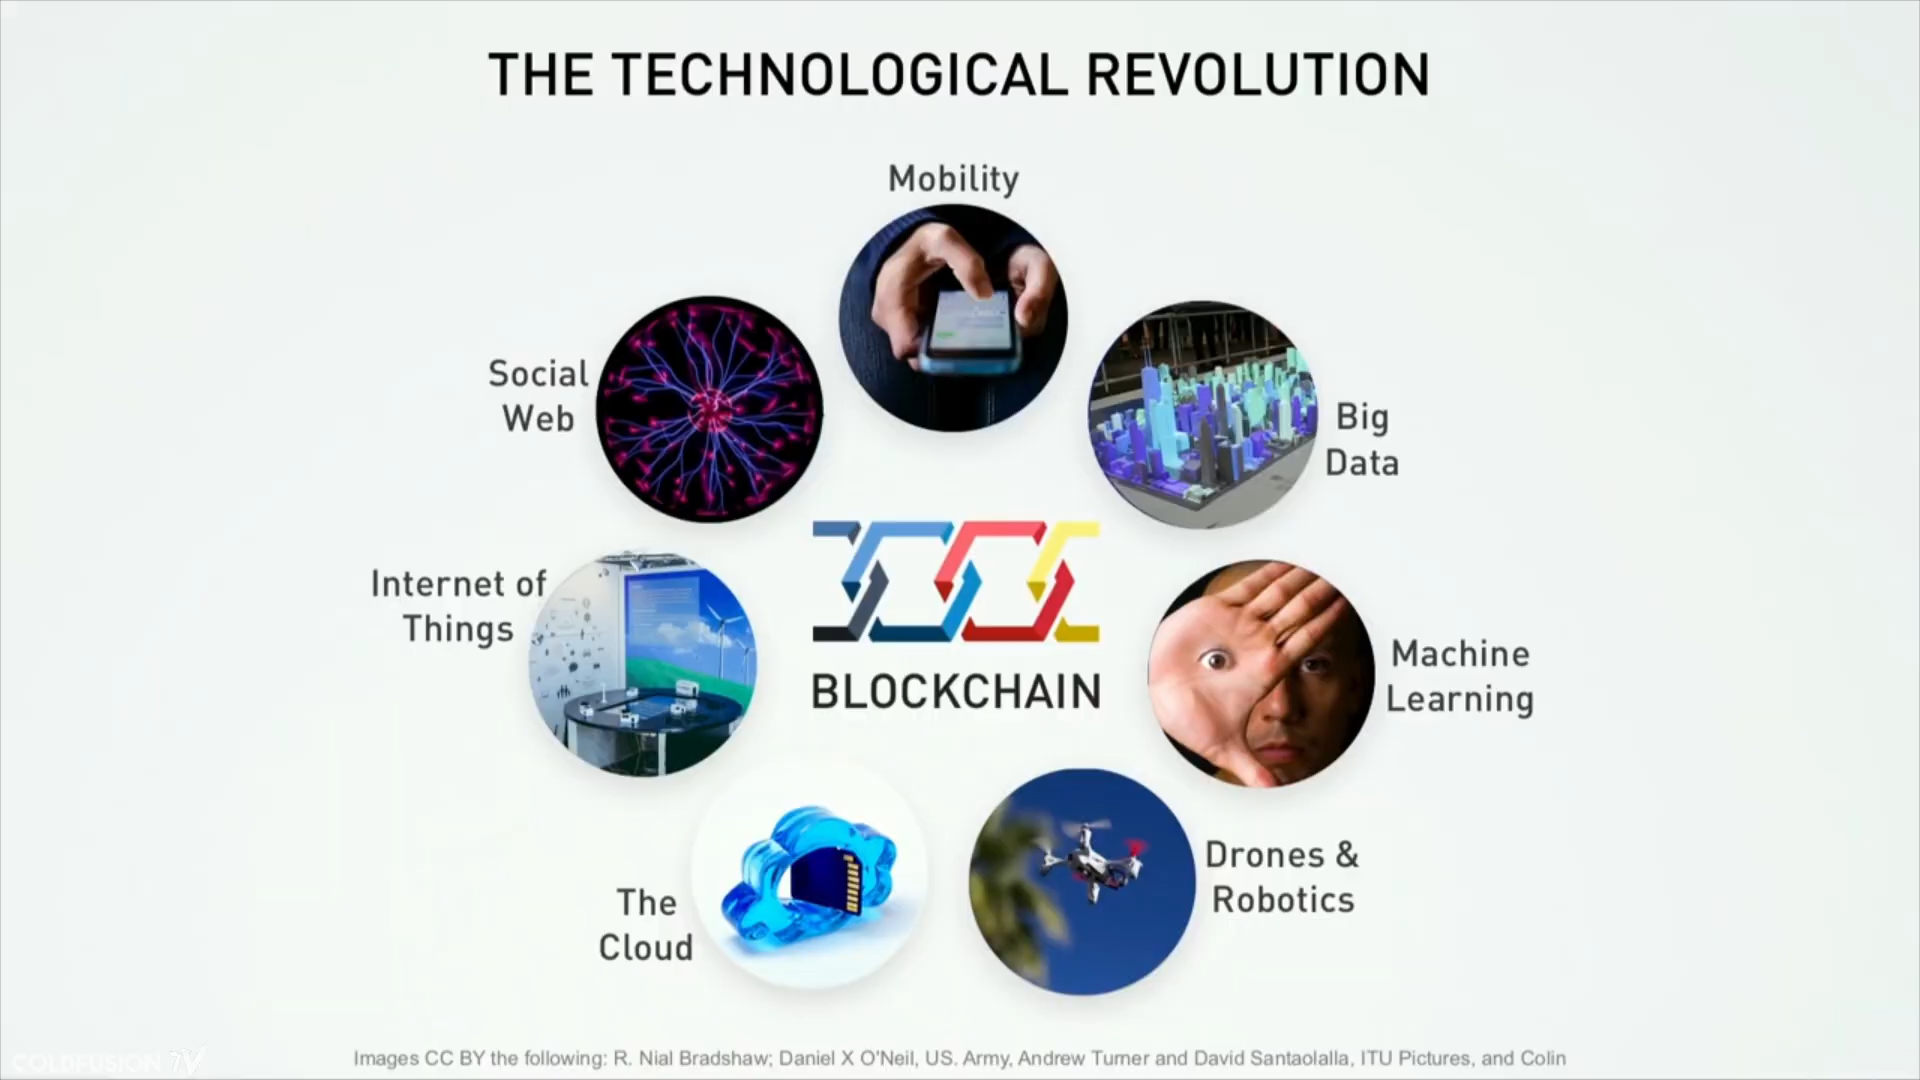 THE TECHNOLOGICAL REVOLUTION
Mobility
Social
Web
Big
Data
Internet of
Things
BLOCKCHAIN
Machine
Learning
Drones &
Robotics
The
Cloud
COLDFUSION TV
Images CC BY the following: R. Nial Bradshaw; Daniel X O'Neil, US. Army, Andrew Turner and David Santaolalla, ITU Pictures, and Colin